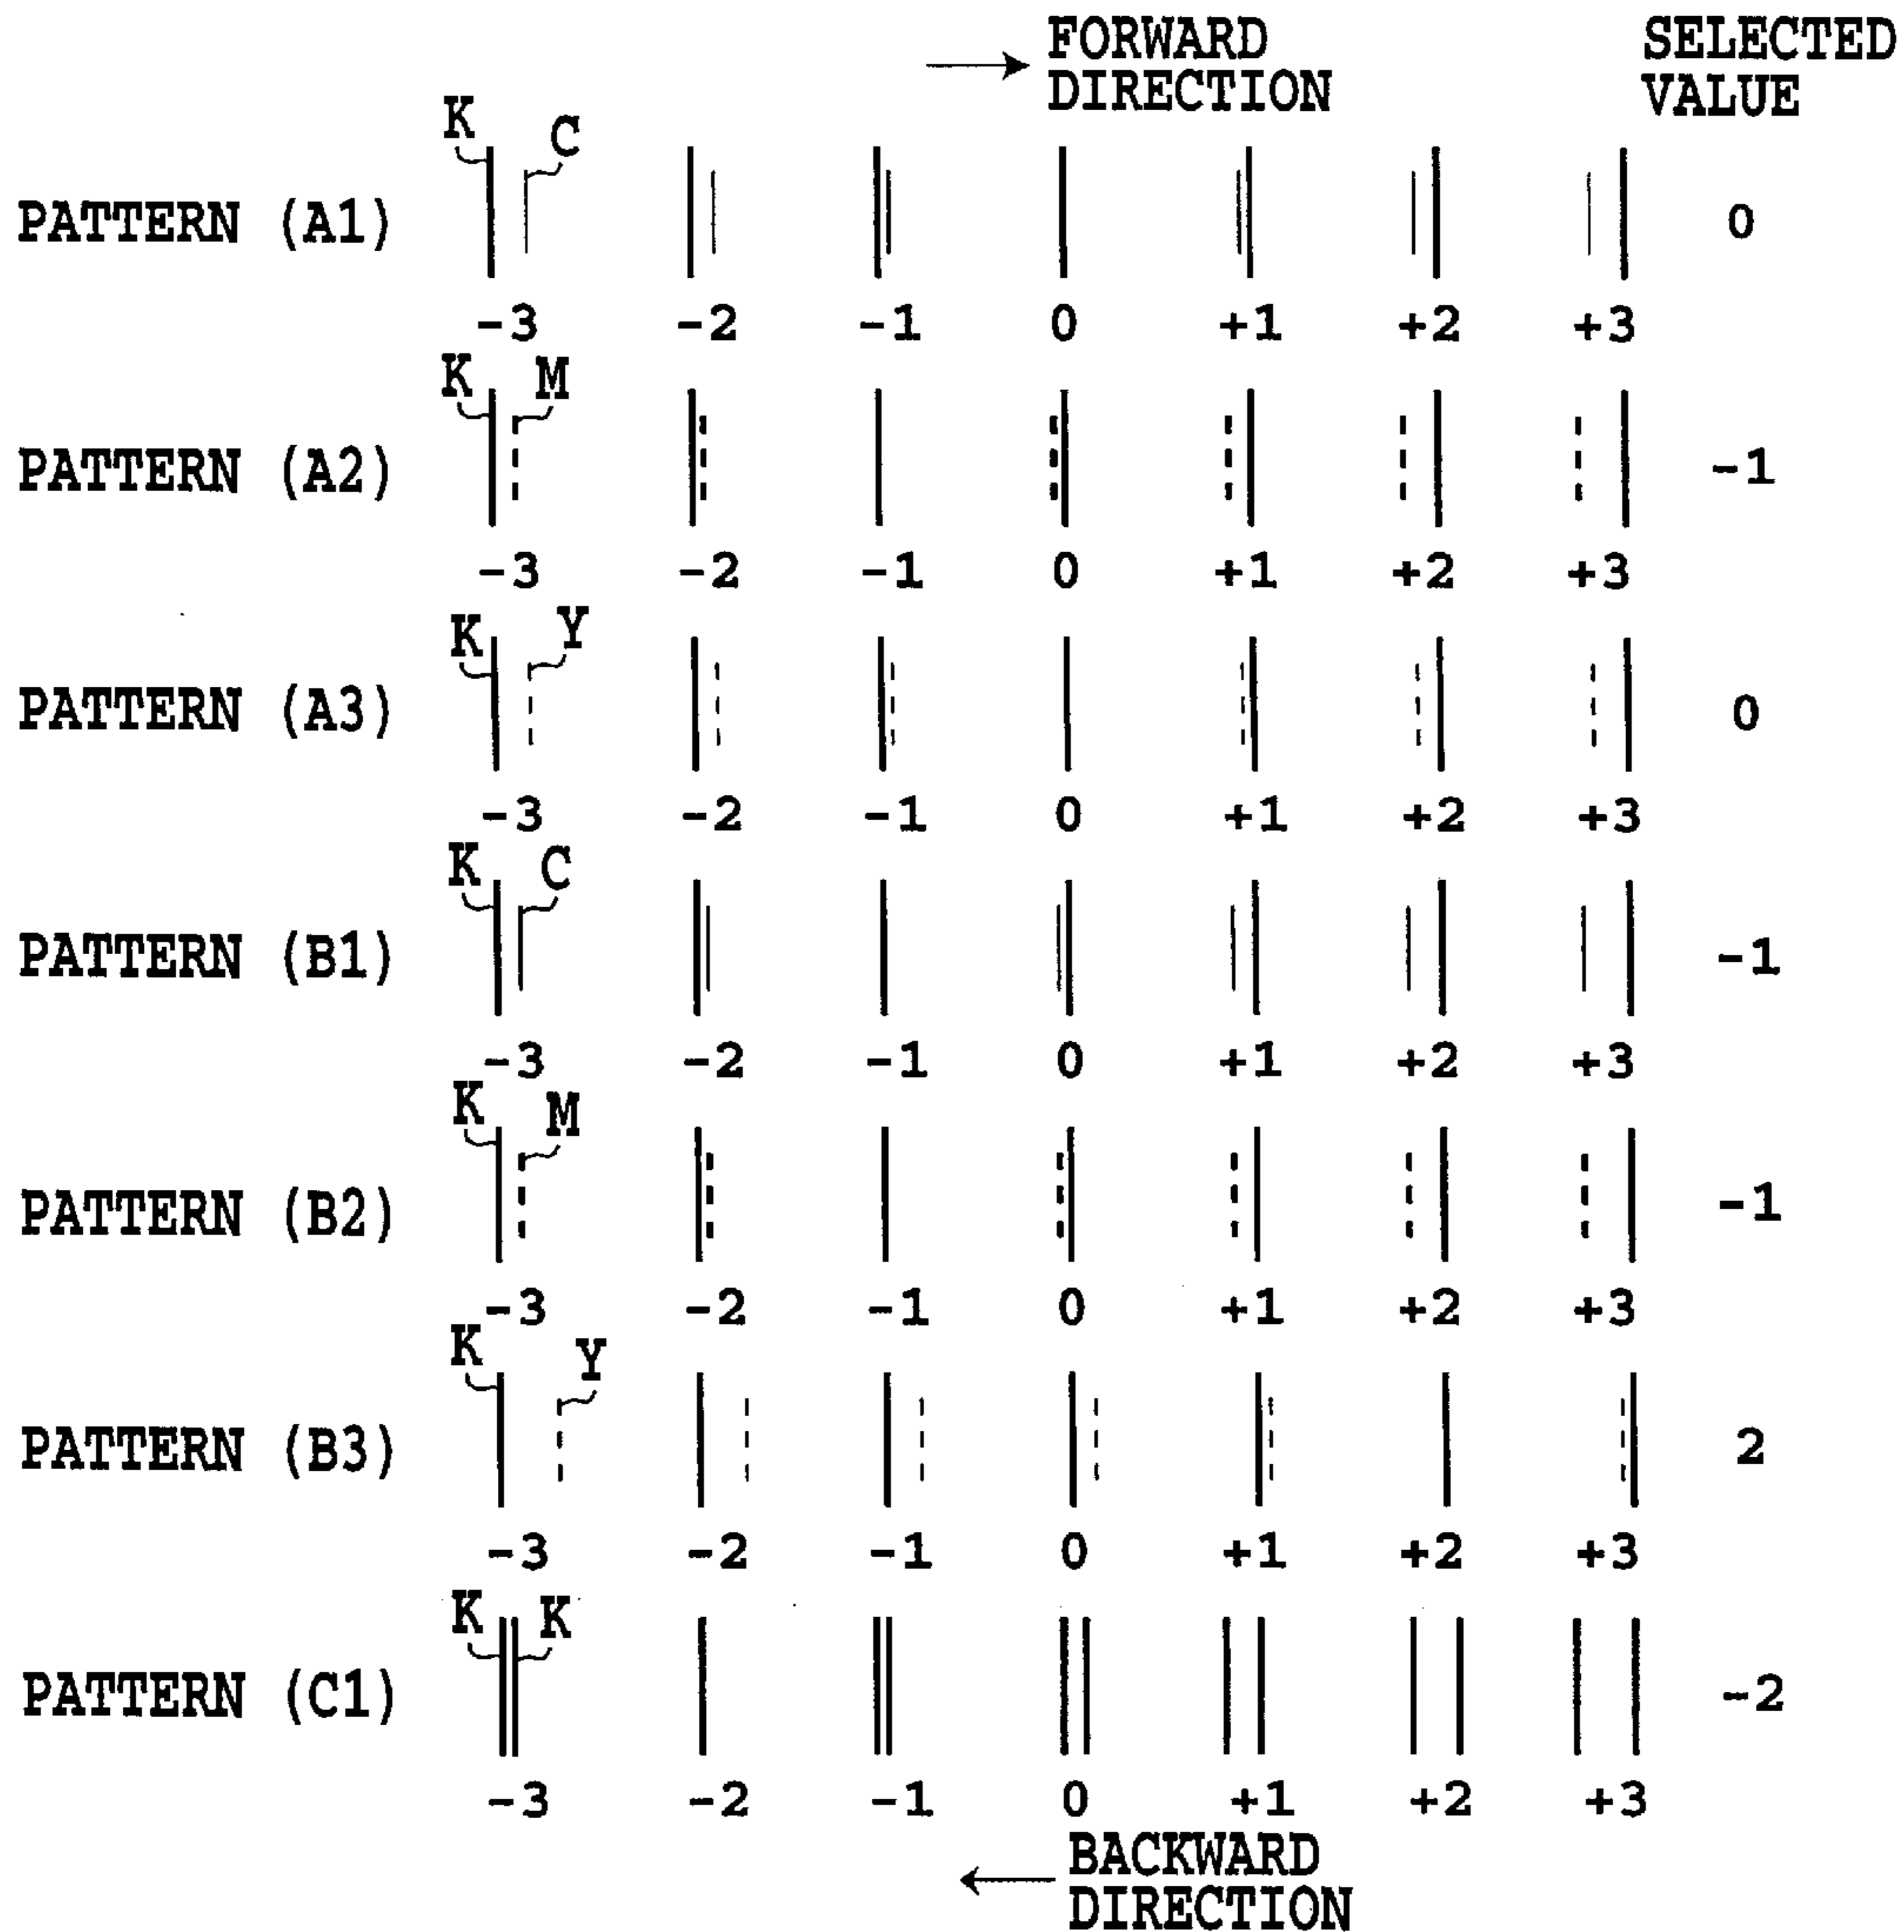 FORWARD
DIRECTION
SELECTED
VALUE
K C
PATTERN (A1) 0
-3 -2 -1 0 +1 +2 +3
K M
PATTERN (A2) -1
-3 -2 -1 0 +1 +2 +3
K Y
PATTERN (A3) 0
-3 -2 -1 0 +1 +2 +3
K C
PATTERN (B1) -1
-3 -2 -1 0 +1 +2 +3
K M
PATTERN (B2) -1
-3 -2 -1 0 +1 +2 +3
K Y
PATTERN (B3) 2
-3 -2 -1 0 +1 +2 +3
K K
PATTERN (C1) -2
-3 -2 -1 0 +1 +2 +3
BACKWARD
DIRECTION